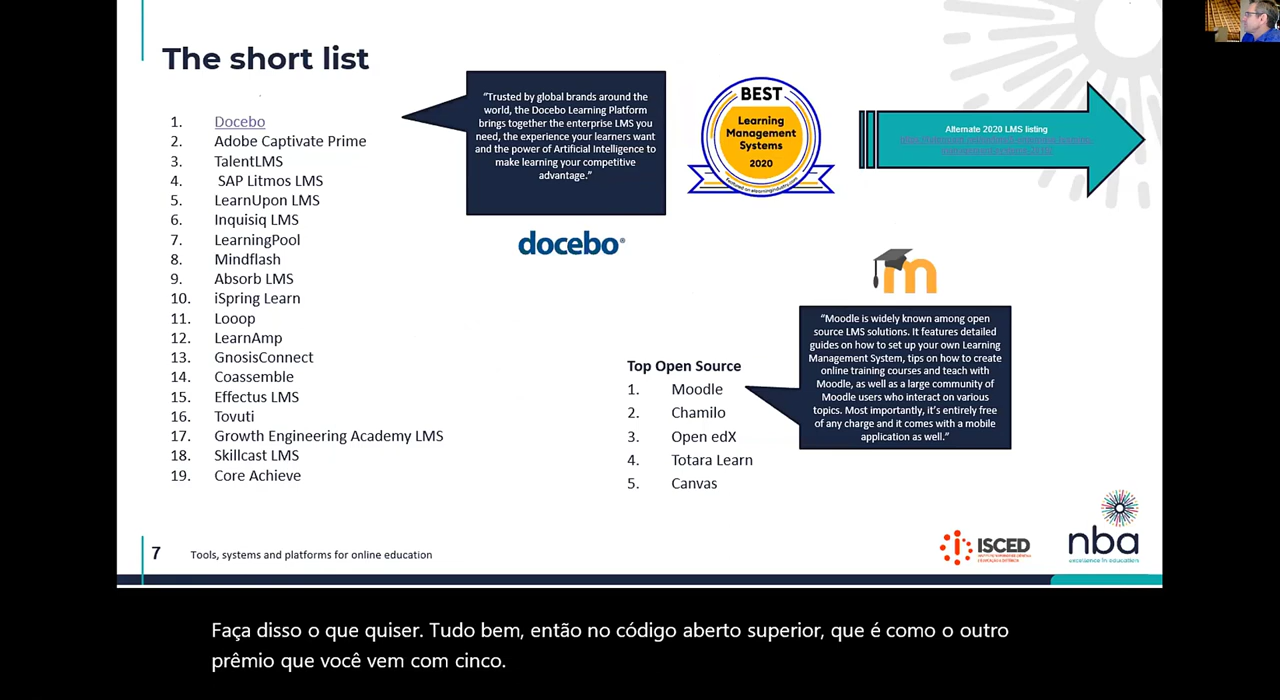 The short list
1. Docebo
2. Adobe Captivate Prime
3. TalentLMS
4. SAP Litmos LMS
5. LearnUpon LMS
6. Inquisiq LMS
7. LearningPool
8. Mindflash
9. Absorb LMS
10. iSpring Learn
11. Looop
12. LearnAmp
13. GnosisConnect
14. Coassemble
15. Effectus LMS
16. Tovuti
17. Growth Engineering Academy LMS
18. Skillcast LMS
19. Core Achieve
“Trusted by global brands around the
world, the Docebo Learning Platform
brings together the enterprise LMS you
need, the experience your learners want
and the power of Artificial Intelligence to
make learning your competitive
advantage.”
docebo®
BEST
Learning
Management
Systems
2020
Alternate 2020 LMS listing
m
Top Open Source
1. Moodle
2. Chamilo
3. Open edX
4. Totara Learn
5. Canvas
“Moodle is widely known among open
source LMS solutions. It features detailed
guides on how to set up your own Learning
Management System, tips on how to create
online training courses and teach with
Moodle, as well as a large community of
Moodle users who interact on various
topics. Most importantly, it’s entirely free
of any charge and it comes with a mobile
application as well.”
7 Tools, systems and platforms for online education
ISCED
nba
excellence in education
Faça disso o que quiser. Tudo bem, então no código aberto superior, que é como o outro
prêmio que você vem com cinco.